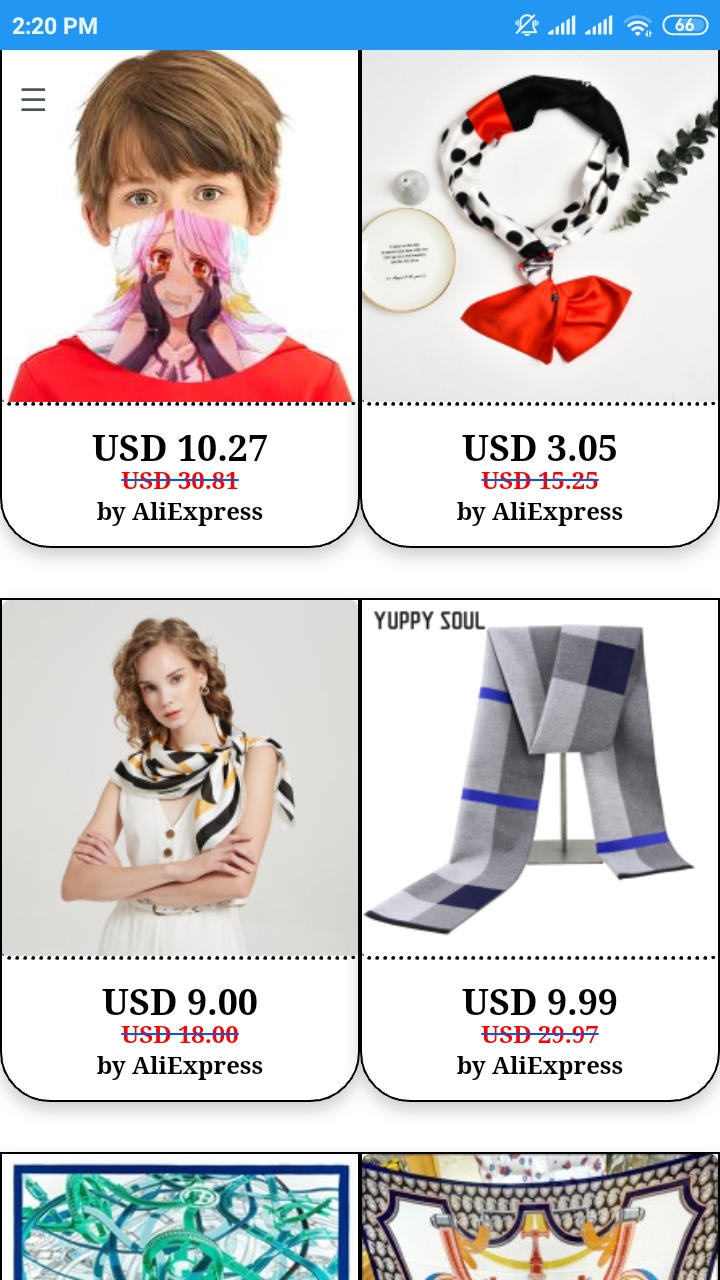 2:20 PM
66
USD 10.27
USD 30.81
by AliExpress
USD 3.05
USD 15.25
by AliExpress
USD 9.00
USD 18.00
by AliExpress
YUPPY SOUL
USD 9.99
USD 29.97
by AliExpress